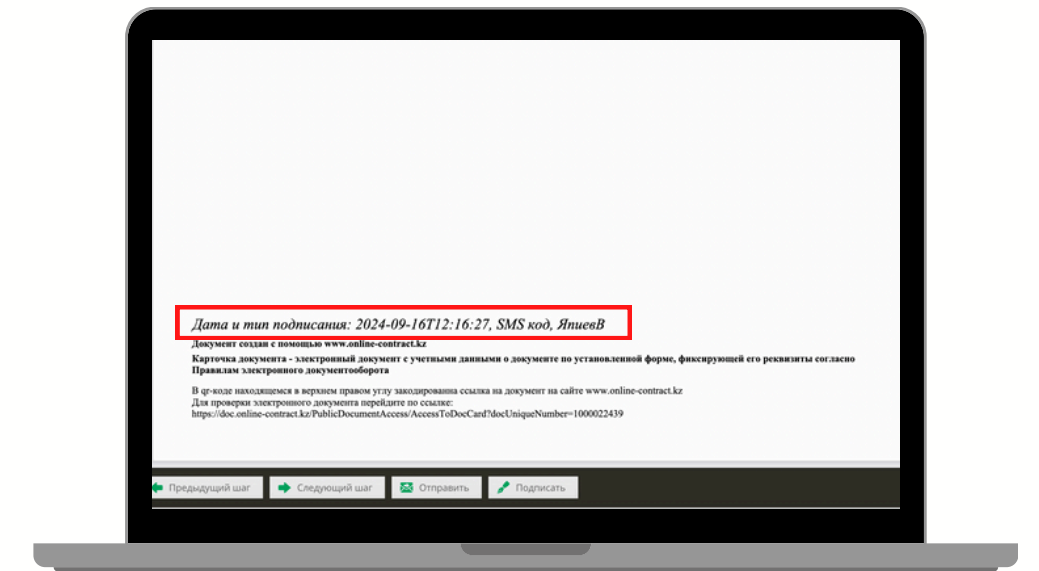 Дата и тип подписания: 2024-09-16T12:16:27, SMS код, ЯпиевВ
Документ создан с помощью www.online-contract.kz
Карточка документа - электронный документ с учетными данными о документе по установленной форме, фиксирующей его реквизиты согласно
Правилам электронного документооборота
В qr-коде находящемся в верхнем правом углу закодированна ссылка на документ на сайте www.online-contract.kz
Для проверки электронного документа перейдите по ссылке:
https://doc.online-contract.kz/PublicDocumentAccess/AccessToDocCard?docUniqueNumber=1000022439
Предыдущий шаг Следующий шаг Отправить Подписать